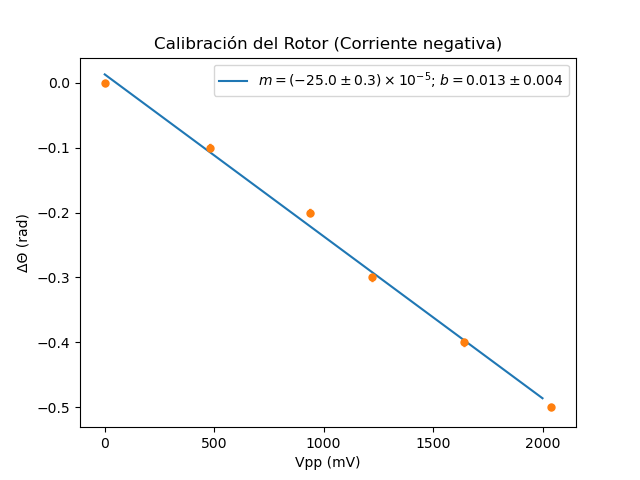 Calibración del Rotor (Corriente negativa)
m = (−25.0 ± 0.3) × 10⁻⁵; b = 0.013 ± 0.004
0.0
−0.1
−0.2
−0.3
−0.4
−0.5
ΔΘ (rad)
0 500 1000 1500 2000
Vpp (mV)